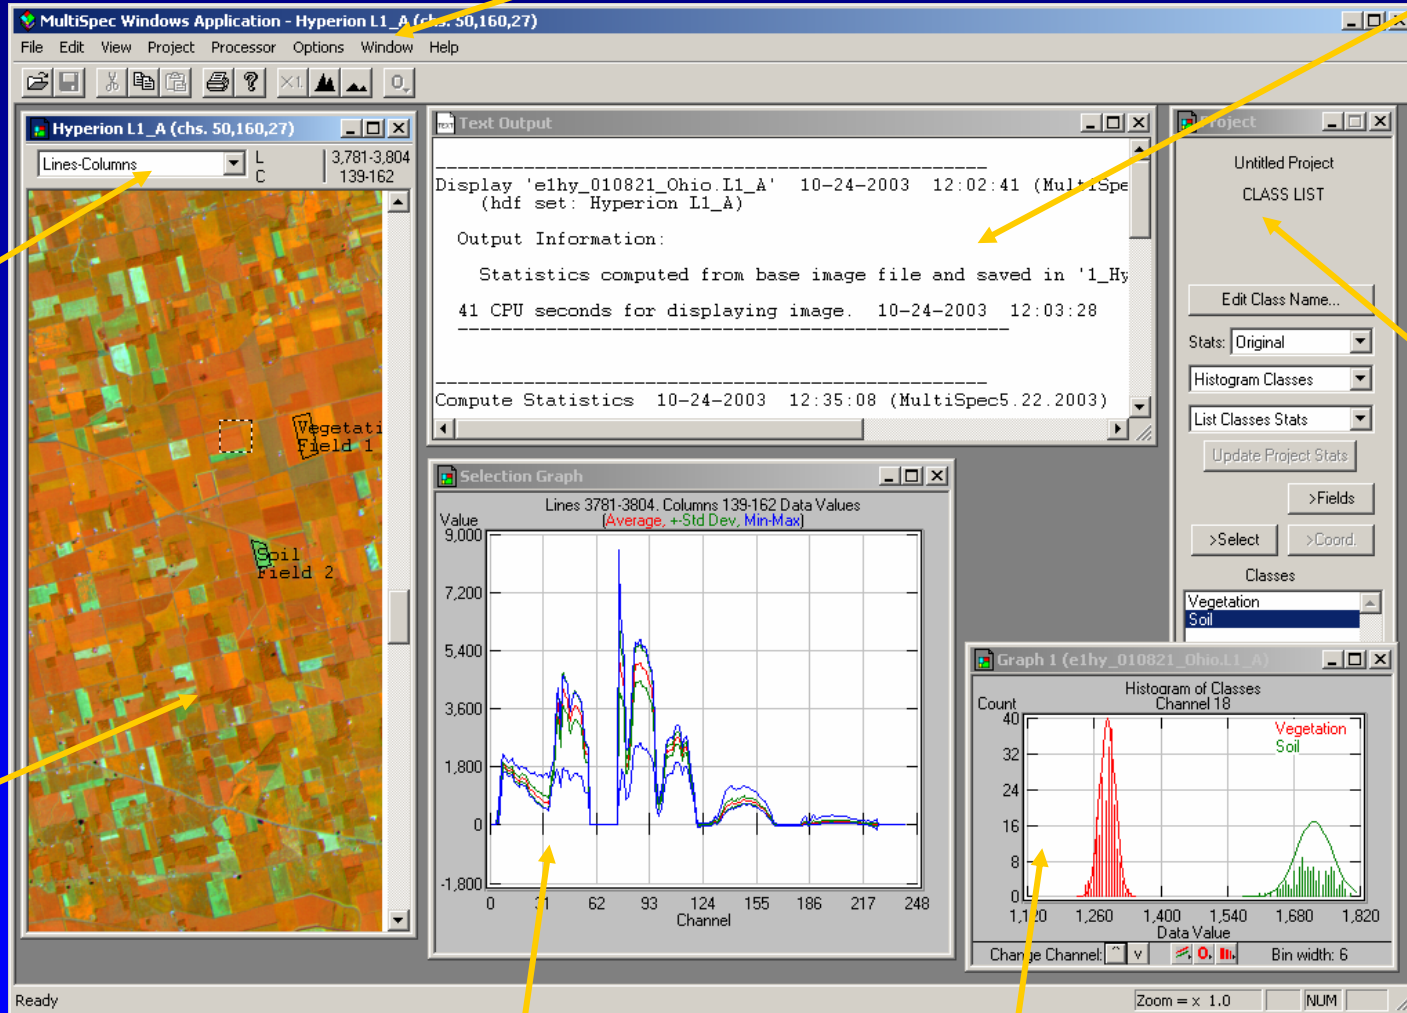 MultiSpec Windows Application - Hyperion L1_A (chs. 50,160,27)
File Edit View Project Processor Options Window Help
Hyperion L1_A (chs. 50,160,27)
Lines-Columns
L 3,781-3,804
C 139-162
Vegetati
Field 1
Soil
Field 2
Text Output
Display 'e1hy_010821_Ohio.L1_A' 10-24-2003 12:02:41 (MultiSpe
(hdf set: Hyperion L1_A)
Output Information:
Statistics computed from base image file and saved in '1_Hy
41 CPU seconds for displaying image. 10-24-2003 12:03:28
Compute Statistics 10-24-2003 12:35:08 (MultiSpec5.22.2003)
Project
Untitled Project
CLASS LIST
Edit Class Name...
Stats: Original
Histogram Classes
List Classes Stats
Update Project Stats
>Fields
>Select >Coord.
Classes
Vegetation
Soil
Selection Graph
Lines 3781-3804. Columns 139-162 Data Values
(Average, +-Std Dev, Min-Max)
Value
9,000
7,200
5,400
3,600
1,800
0
-1,800
0 31 62 93 124 155 186 217 248
Channel
Graph 1 (e1hy_010821_Ohio.L1_A)
Histogram of Classes
Channel 18
Count
Vegetation
Soil
40
32
24
16
8
0
1,120 1,260 1,400 1,540 1,680 1,820
Data Value
Change Channel: ^ v Bin width: 6
Ready
Zoom = x 1.0 NUM